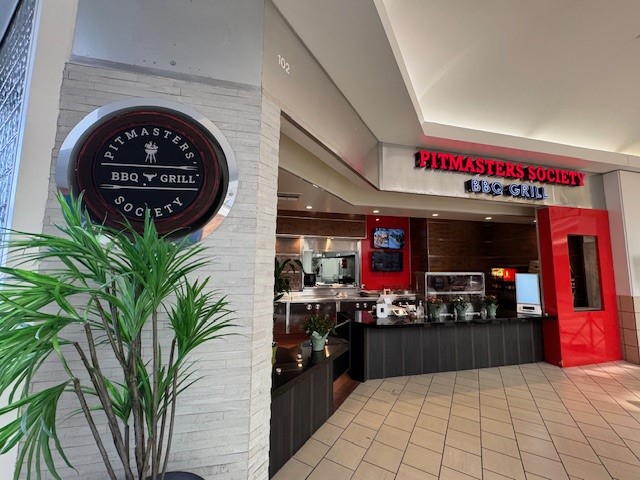 102
PITMASTERS
BBQ GRILL
SOCIETY
PITMASTERS SOCIETY
BBQ GRILL